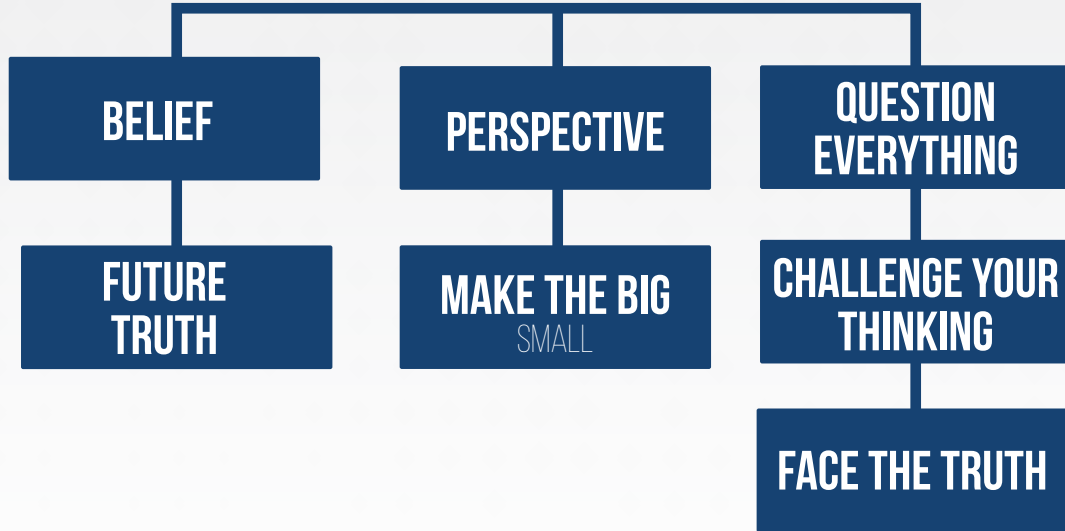 BELIEF
PERSPECTIVE
QUESTION
EVERYTHING
FUTURE
TRUTH
MAKE THE BIG
SMALL
CHALLENGE YOUR
THINKING
FACE THE TRUTH